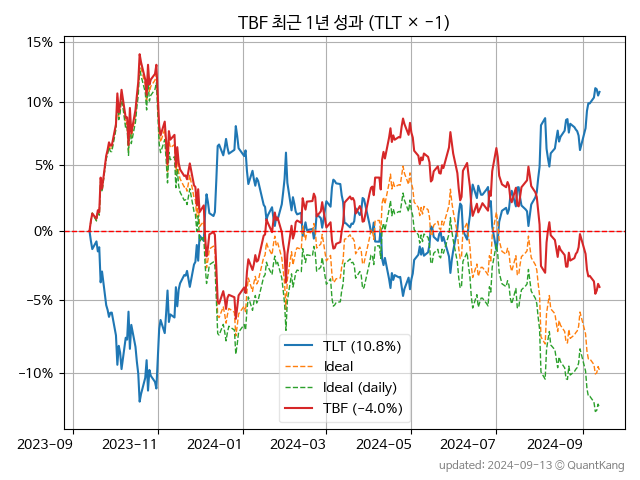 TBF 최근 1년 성과 (TLT × −1)
15%
10%
5%
0%
−5%
−10%
TLT (10.8%)
Ideal
Ideal (daily)
TBF (−4.0%)
2023-09
2023-11
2024-01
2024-03
2024-05
2024-07
2024-09
updated: 2024-09-13 © QuantKang